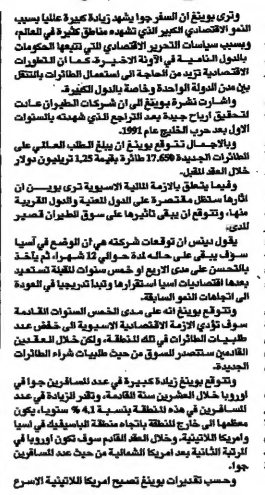 وترى بوينغ ان السفر جوا يشهد زيادة كبيرة عالميا بسبب
النمو الاقتصادي الكبير الذي تشهده مناطق كثيرة في العالم،
وبسبب سياسات التحرير الاقتصادي التي تتبعها الحكومات
بالدول النامية في الآونة الاخيرة. كما ان التطورات
الاقتصادية تزيد من الحاجة الى استعمال الطائرات بالتنقل
بين مدن الدولة الواحدة وخاصة بالدول الكبيرة.
واشارت نشرة بوينغ الى ان شركات الطيران عادت
لتحقيق ارباح جيدة بعد التراجع الذي شهدته بالسنوات
الاول بعد حرب الخليج عام 1991.
وبالاجمال تتوقع بوينغ ان يبلغ الطلب العالمي على
الطائرات الجديدة 17.650 طائرة بقيمة 1,25 تريليون دولار
خلال العقد المقبل.
وفيما يتعلق بالازمة المالية الاسيوية ترى بوينغ ان
آثارها ستظل مقتصرة على الدول المعنية والدول القريبة
منها، وتتوقع ان يبقى تأثيرها على سوق الطيران قصير
المدى.
يقول دينس ان توقعات شركته هي ان الوضع في آسيا
سوف يبقى على حاله لمدة حوالي 12 شهرا، ثم يأخذ
بالتحسن على مدى الاربع او خمس سنوات المقبلة تستعيد
بعدها اقتصاديات اسيا استقرارها وتبدأ تدريجيا في العودة
الى اتجاهات النمو السابقة.
وتتوقع بوينغ انه على مدى الخمس السنوات القادمة
سوف تؤدي الازمة الاقتصادية الاسيوية الى خفض عدد
طلبيات الطائرات في تلك المنطقة، ولكن خلال العقدين
القادمين ستتصدر السوق من حيث طلبيات شراء الطائرات
الجديدة.
وتتوقع بوينغ زيادة كبيرة في عدد المسافرين جوا في
اوروبا خلال العشرين سنة القادمة، وتقدر الزيادة في عدد
المسافرين في هذه المنطقة بنسبة 4,1 % سنويا، يكون
معظمها الى خارج المنطقة باتجاه منطقة الباسيفيك في اسيا
وامريكا اللاتينية. وخلال العقد القادم سوف تكون اوروبا في
المرتبة الثانية بعد امريكا الشمالية من حيث عدد المسافرين
جوا.
وحسب تقديرات بوينغ تصبح امريكا اللاتينية الاسرع